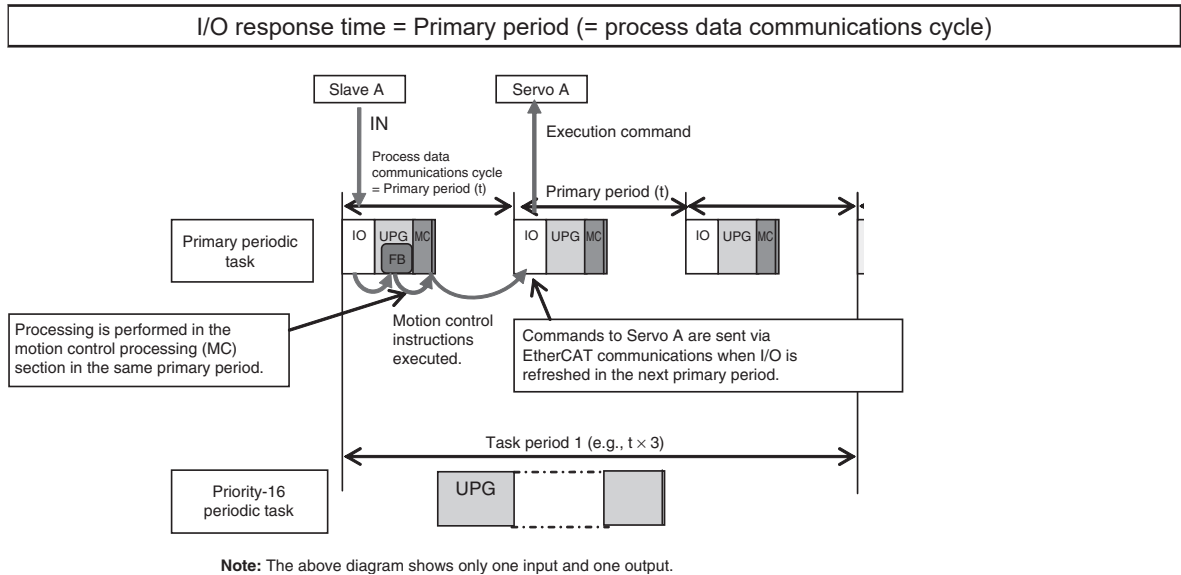 I/O response time = Primary period (= process data communications cycle)
Slave A
Servo A
IN
Execution command
Process data
communications cycle
= Primary period (t)
Primary period (t)
Primary periodic
task
IO
UPG
MC
FB
IO
UPG
MC
IO
UPG
MC
Processing is performed in the
motion control processing (MC)
section in the same primary period.
Motion control
instructions
executed.
Commands to Servo A are sent via
EtherCAT communications when I/O is
refreshed in the next primary period.
Task period 1 (e.g., t × 3)
Priority-16
periodic task
UPG
Note: The above diagram shows only one input and one output.